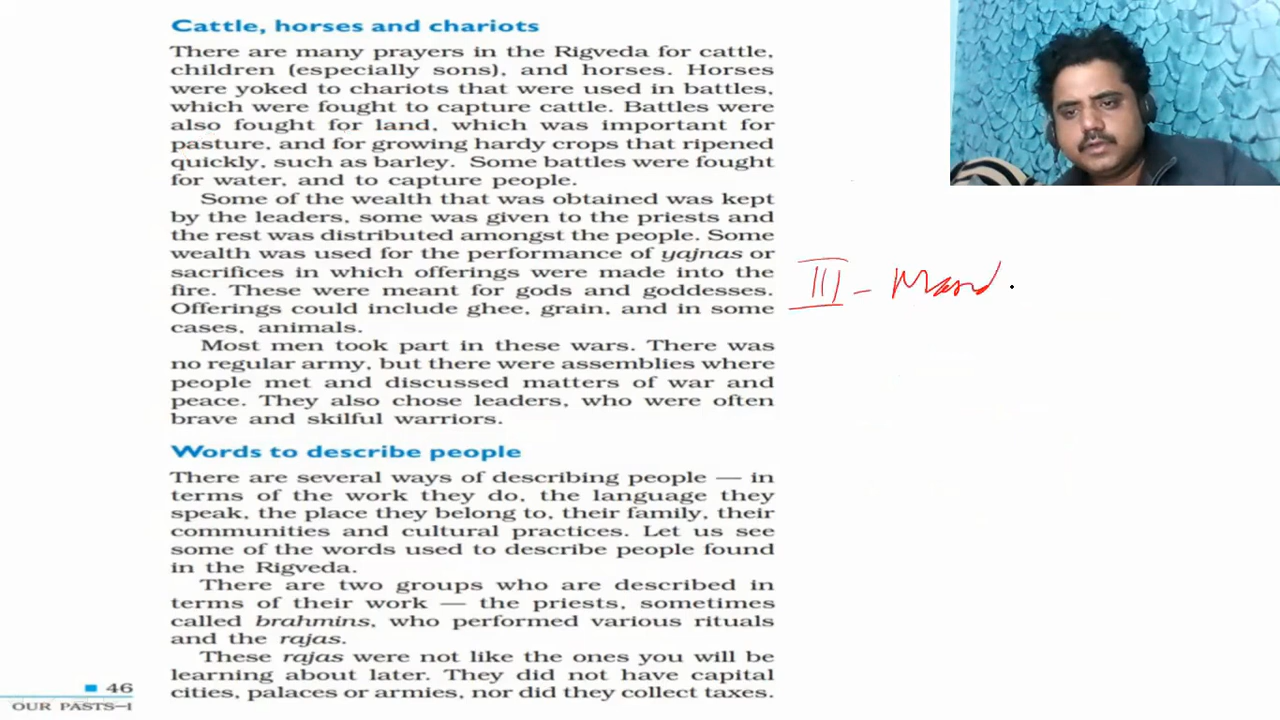 Cattle, horses and chariots
There are many prayers in the Rigveda for cattle,
children (especially sons), and horses. Horses
were yoked to chariots that were used in battles,
which were fought to capture cattle. Battles were
also fought for land, which was important for
pasture, and for growing hardy crops that ripened
quickly, such as barley. Some battles were fought
for water, and to capture people.
Some of the wealth that was obtained was kept
by the leaders, some was given to the priests and
the rest was distributed amongst the people. Some
wealth was used for the performance of yajnas or
sacrifices in which offerings were made into the
fire. These were meant for gods and goddesses.
Offerings could include ghee, grain, and in some
cases, animals.
Most men took part in these wars. There was
no regular army, but there were assemblies where
people met and discussed matters of war and
peace. They also chose leaders, who were often
brave and skilful warriors.
Words to describe people
There are several ways of describing people — in
terms of the work they do, the language they
speak, the place they belong to, their family, their
communities and cultural practices. Let us see
some of the words used to describe people found
in the Rigveda.
There are two groups who are described in
terms of their work — the priests, sometimes
called brahmins, who performed various rituals
and the rajas.
These rajas were not like the ones you will be
learning about later. They did not have capital
cities, palaces or armies, nor did they collect taxes.
46
OUR PASTS–I
III - Mand